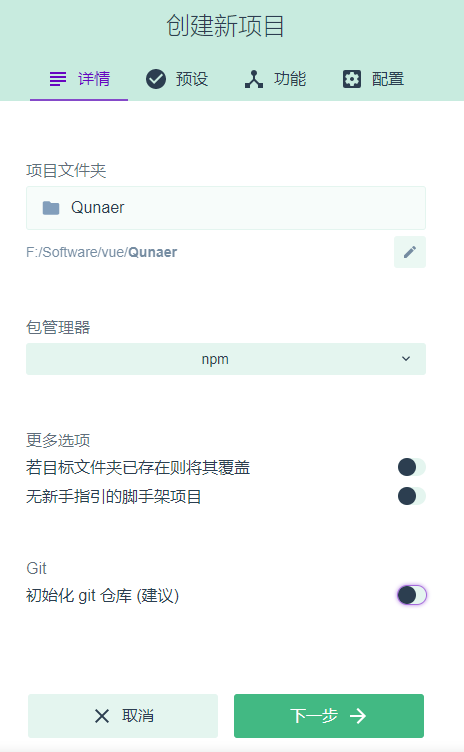 创建新项目
详情 预设 功能 配置
项目文件夹
Qunaer
F:/Software/vue/Qunaer
包管理器
npm
更多选项
若目标文件夹已存在则将其覆盖
无新手指引的脚手架项目
Git
初始化 git 仓库 (建议)
取消 下一步